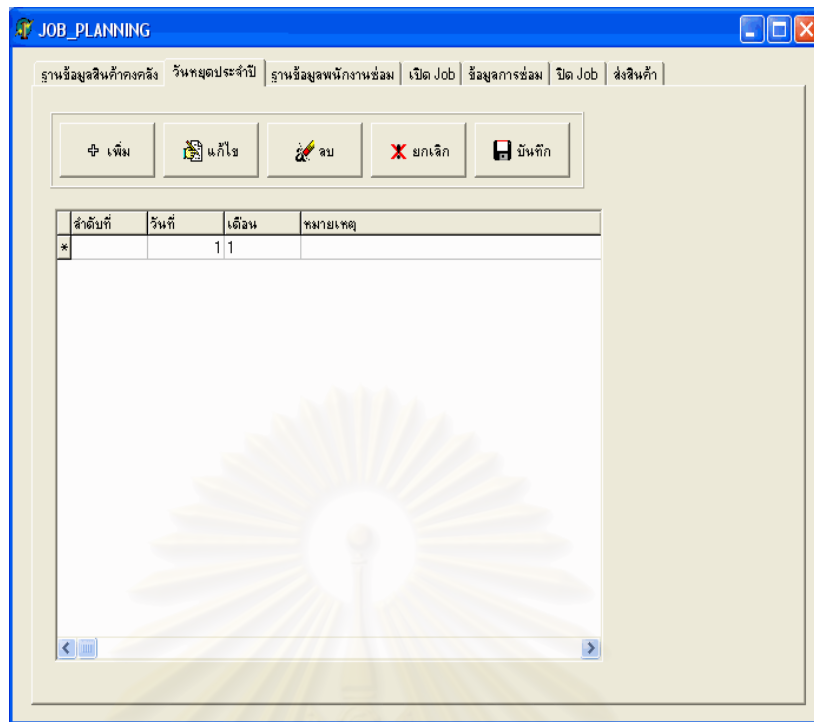 JOB_PLANNING
ฐานข้อมูลสินค้าคงคลัง วันหยุดประจำปี ฐานข้อมูลพนักงานซ่อม เปิด Job ข้อมูลการซ่อม ปิด Job ส่งสินค้า
เพิ่ม แก้ไข ลบ ยกเลิก บันทึก
ลำดับที่ วันที่ เดือน หมายเหตุ
* 1 1